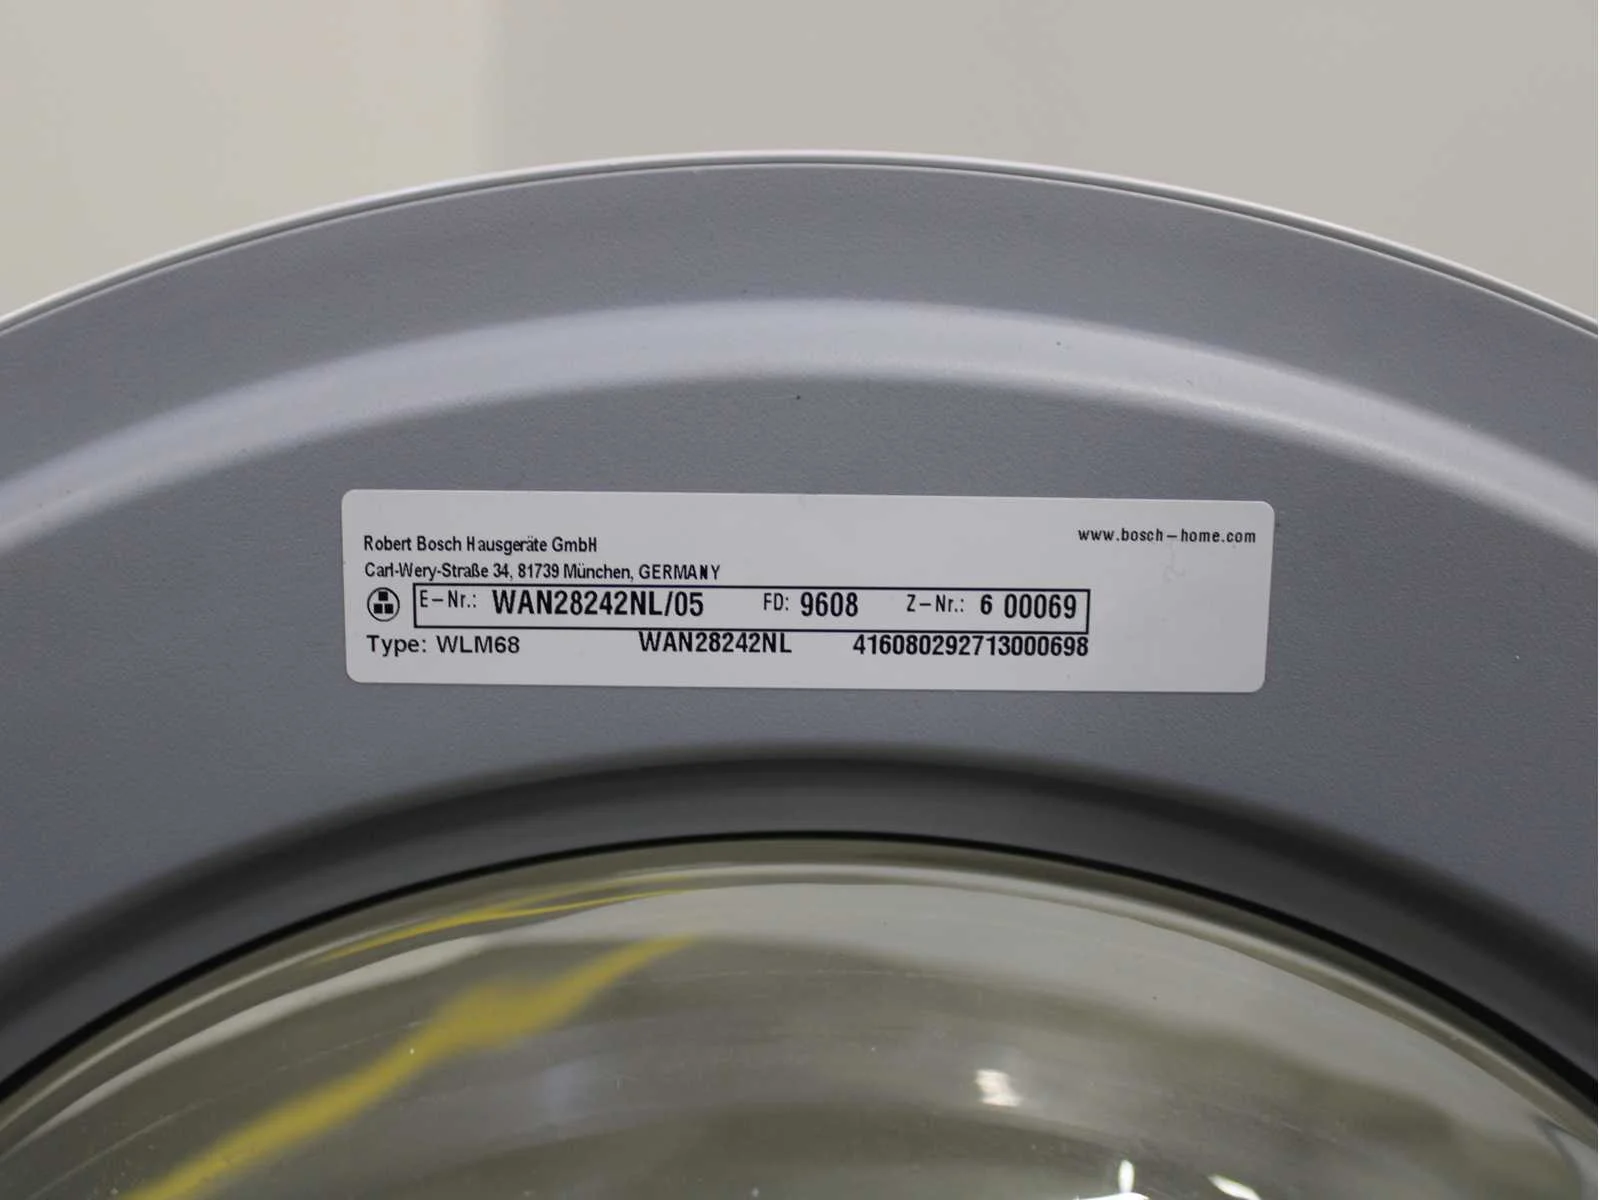 Robert Bosch Hausgeräte GmbH
www.bosch-home.com
Carl-Wery-Straße 34, 81739 München, GERMANY
E-Nr.: WAN28242NL/05 FD: 9608 Z-Nr.: 6 00069
Type: WLM68 WAN28242NL 416080292713000698